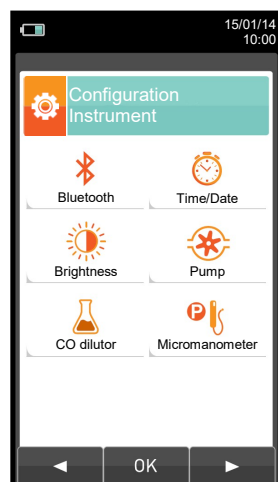 15/01/14
10:00
Configuration
Instrument
Bluetooth
Time/Date
Brightness
Pump
CO dilutor
P
Micromanometer
OK